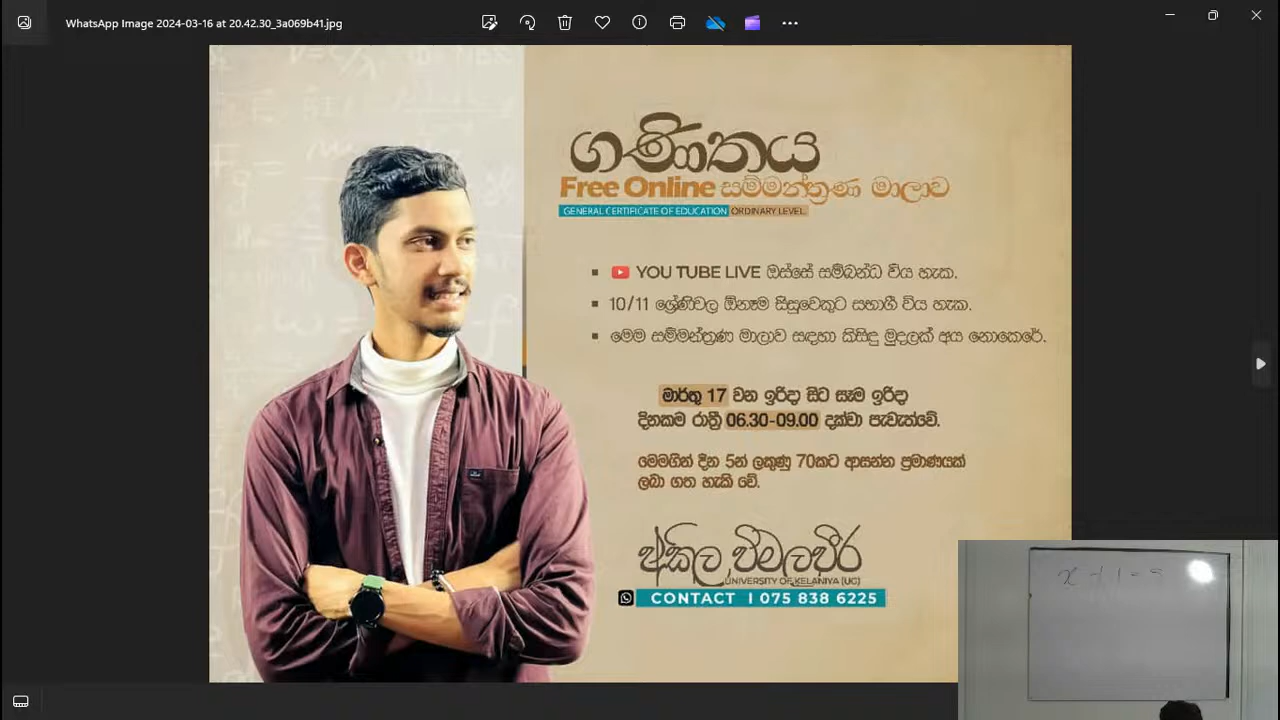 WhatsApp Image 2024-03-16 at 20.42.30_3a069b41.jpg
ගණිතය
Free Online සම්මන්ත්‍රණ මාලාව
GENERAL CERTIFICATE OF EDUCATION ORDINARY LEVEL
YOU TUBE LIVE ඔස්සේ සම්බන්ධ විය හැක.
10/11 ශ්‍රේණිවල ඕනෑම සිසුවෙකුට සහභාගී විය හැක.
මෙම සම්මන්ත්‍රණ මාලාව සඳහා කිසිඳු මුදලක් අය නොකෙරේ.
මාර්තු 17 වන ඉරිදා සිට සෑම ඉරිදා
දිනකම රාත්‍රී 06.30-09.00 දක්වා පැවැත්වේ.
මෙමගින් දින 5න් ලකුණු 70කට ආසන්න ප්‍රමාණයක්
ලබා ගත හැකි වේ.
අකිල විමලවීර
UNIVERSITY OF KELANIYA (UG)
CONTACT I 075 838 6225